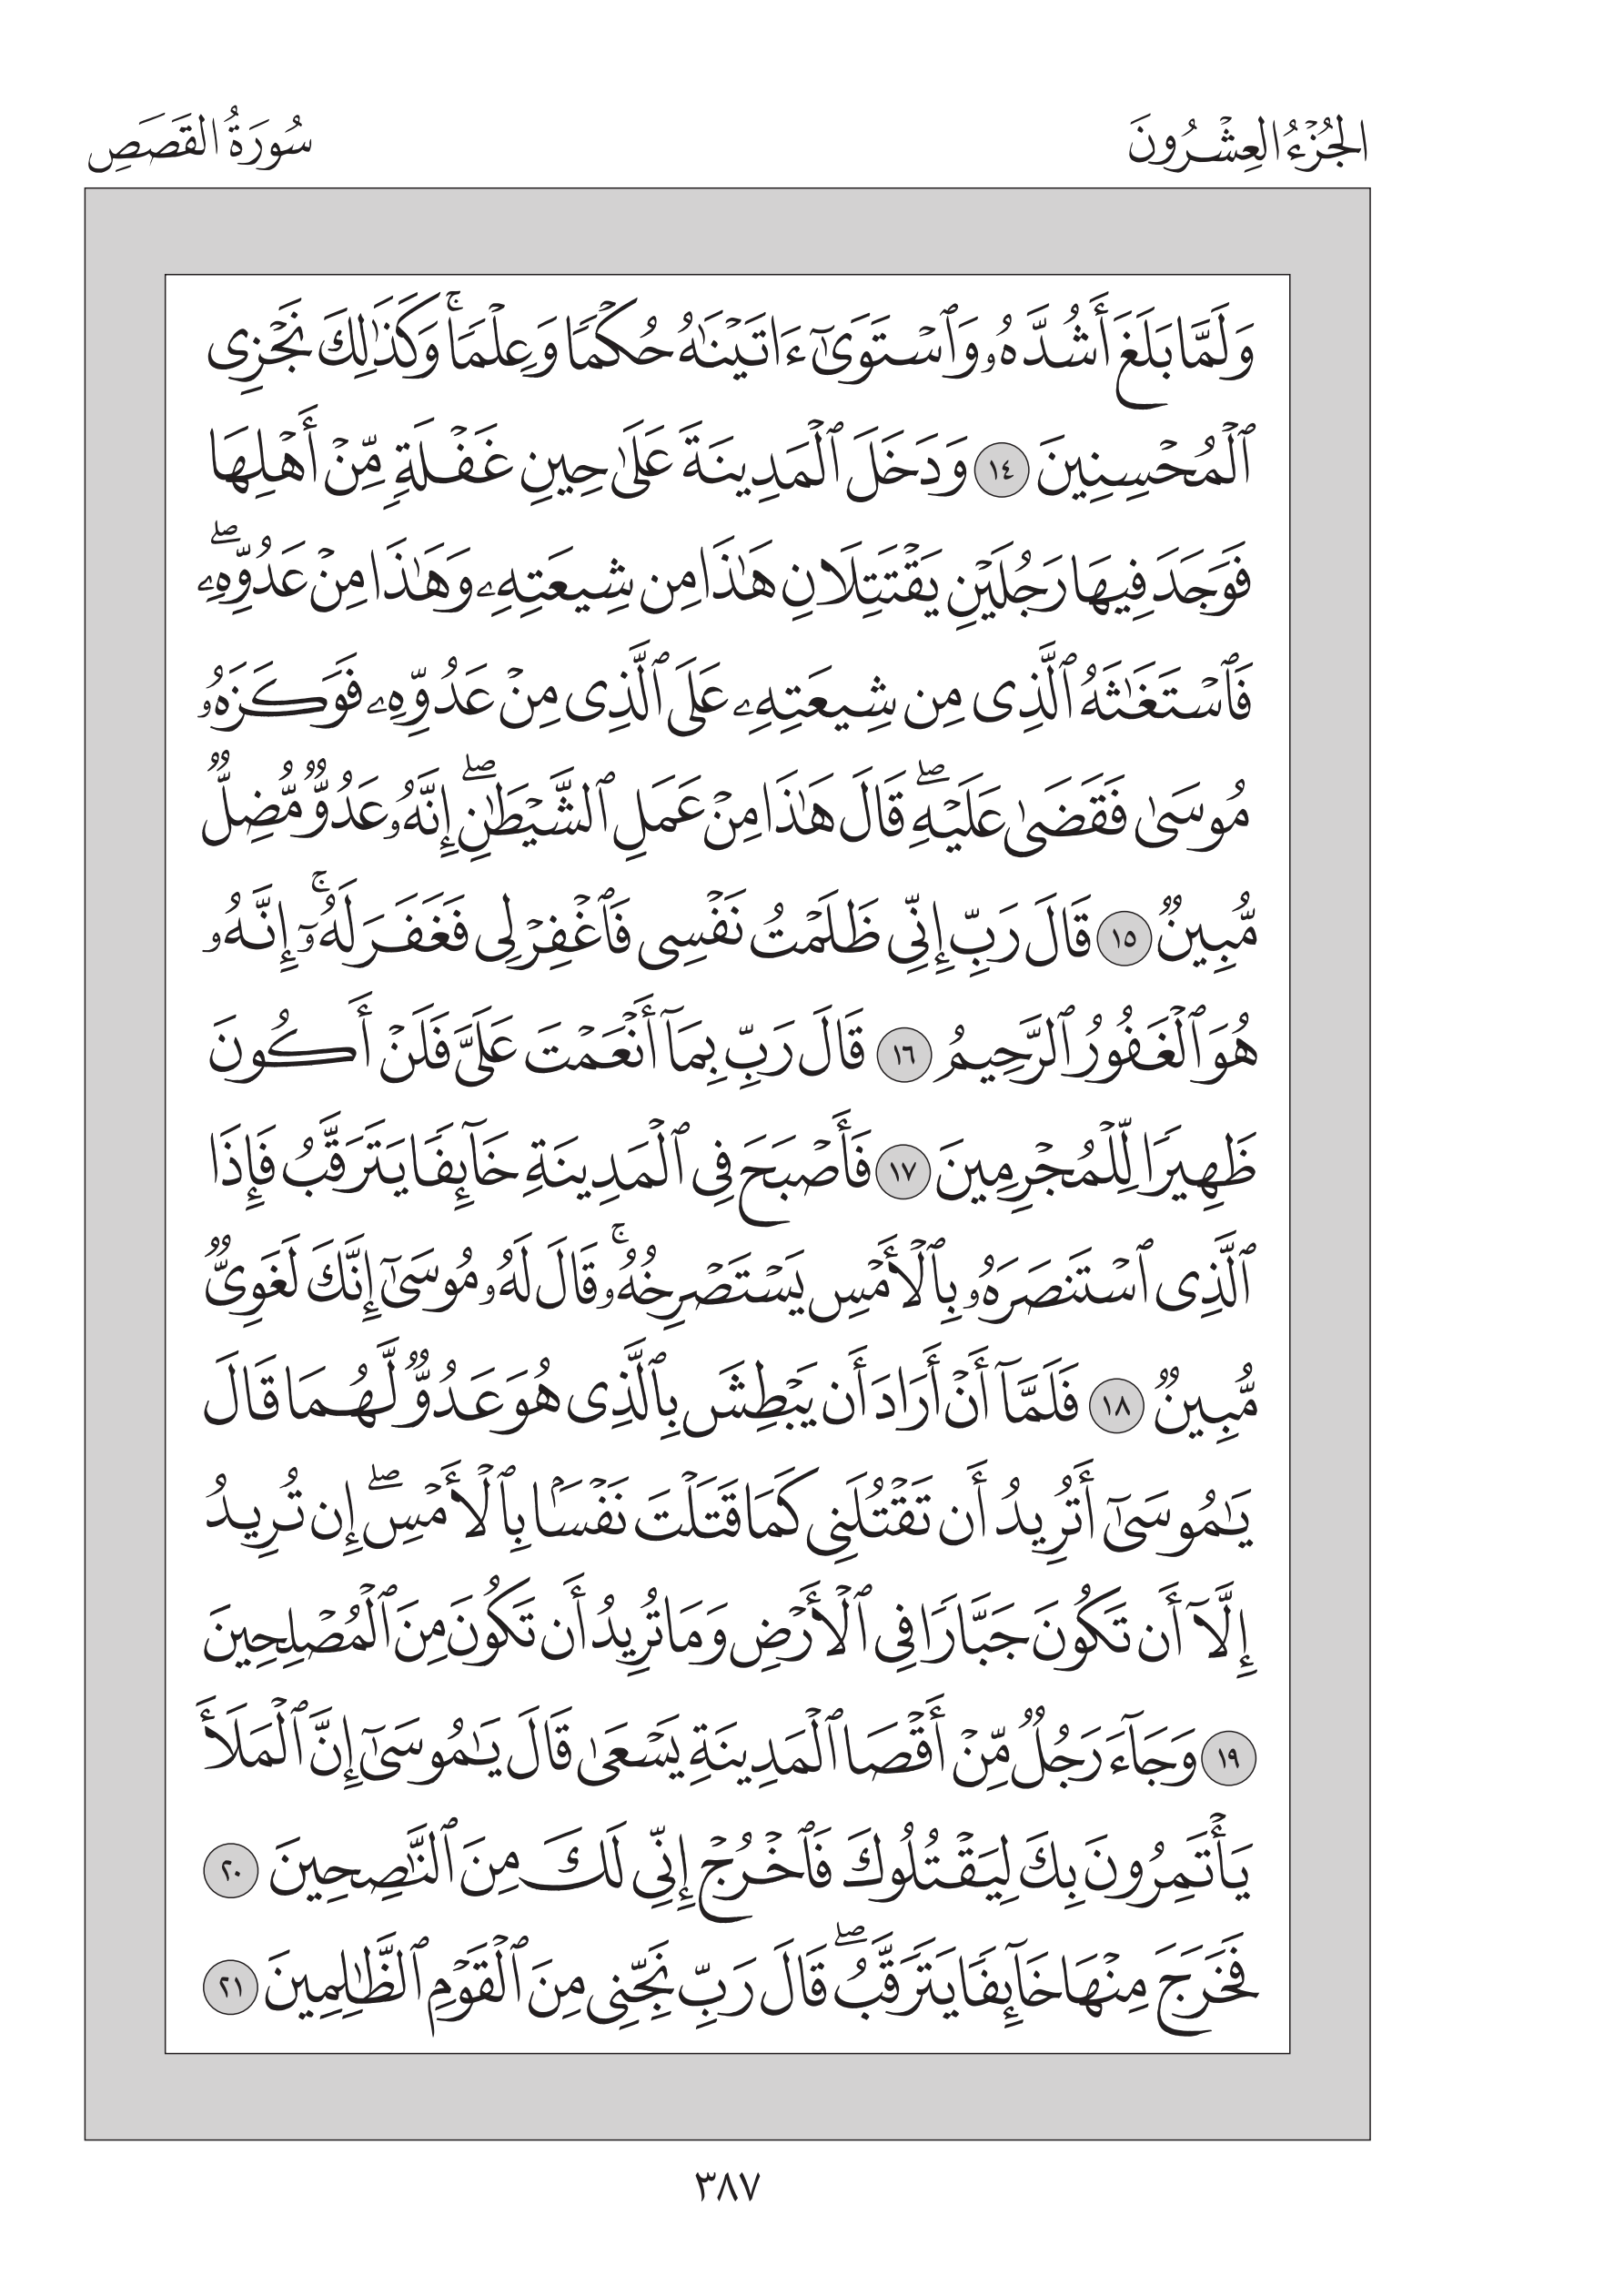 الجُزْءُ العِشْرُونَ
سُورَةُ القَصَصِ
وَلَمَّا بَلَغَ أَشُدَّهُۥ وَٱسْتَوَىٰٓ ءَاتَيْنَٰهُ حُكْمًا وَعِلْمًا ۚ وَكَذَٰلِكَ نَجْزِى
ٱلْمُحْسِنِينَ ١٤ وَدَخَلَ ٱلْمَدِينَةَ عَلَىٰ حِينِ غَفْلَةٍ مِّنْ أَهْلِهَا
فَوَجَدَ فِيهَا رَجُلَيْنِ يَقْتَتِلَانِ هَٰذَا مِن شِيعَتِهِۦ وَهَٰذَا مِنْ عَدُوِّهِۦ ۖ
فَٱسْتَغَٰثَهُ ٱلَّذِى مِن شِيعَتِهِۦ عَلَى ٱلَّذِى مِنْ عَدُوِّهِۦ فَوَكَزَهُۥ
مُوسَىٰ فَقَضَىٰ عَلَيْهِ ۖ قَالَ هَٰذَا مِنْ عَمَلِ ٱلشَّيْطَٰنِ ۖ إِنَّهُۥ عَدُوٌّ مُّضِلٌّ
مُّبِينٌ ١٥ قَالَ رَبِّ إِنِّى ظَلَمْتُ نَفْسِى فَٱغْفِرْ لِى فَغَفَرَ لَهُۥٓ ۚ إِنَّهُۥ
هُوَ ٱلْغَفُورُ ٱلرَّحِيمُ ١٦ قَالَ رَبِّ بِمَآ أَنْعَمْتَ عَلَىَّ فَلَنْ أَكُونَ
ظَهِيرًا لِّلْمُجْرِمِينَ ١٧ فَأَصْبَحَ فِى ٱلْمَدِينَةِ خَآئِفًا يَتَرَقَّبُ فَإِذَا
ٱلَّذِى ٱسْتَنصَرَهُۥ بِٱلْأَمْسِ يَسْتَصْرِخُهُۥ ۚ قَالَ لَهُۥ مُوسَىٰٓ إِنَّكَ لَغَوِىٌّ
مُّبِينٌ ١٨ فَلَمَّآ أَنْ أَرَادَ أَن يَبْطِشَ بِٱلَّذِى هُوَ عَدُوٌّ لَّهُمَا قَالَ
يَٰمُوسَىٰٓ أَتُرِيدُ أَن تَقْتُلَنِى كَمَا قَتَلْتَ نَفْسًۢا بِٱلْأَمْسِ ۖ إِن تُرِيدُ
إِلَّآ أَن تَكُونَ جَبَّارًا فِى ٱلْأَرْضِ وَمَا تُرِيدُ أَن تَكُونَ مِنَ ٱلْمُصْلِحِينَ
١٩ وَجَآءَ رَجُلٌ مِّنْ أَقْصَا ٱلْمَدِينَةِ يَسْعَىٰ قَالَ يَٰمُوسَىٰٓ إِنَّ ٱلْمَلَأَ
يَأْتَمِرُونَ بِكَ لِيَقْتُلُوكَ فَٱخْرُجْ إِنِّى لَكَ مِنَ ٱلنَّٰصِحِينَ ٢٠
فَخَرَجَ مِنْهَا خَآئِفًا يَتَرَقَّبُ ۖ قَالَ رَبِّ نَجِّنِى مِنَ ٱلْقَوْمِ ٱلظَّٰلِمِينَ ٢١
٣٨٧